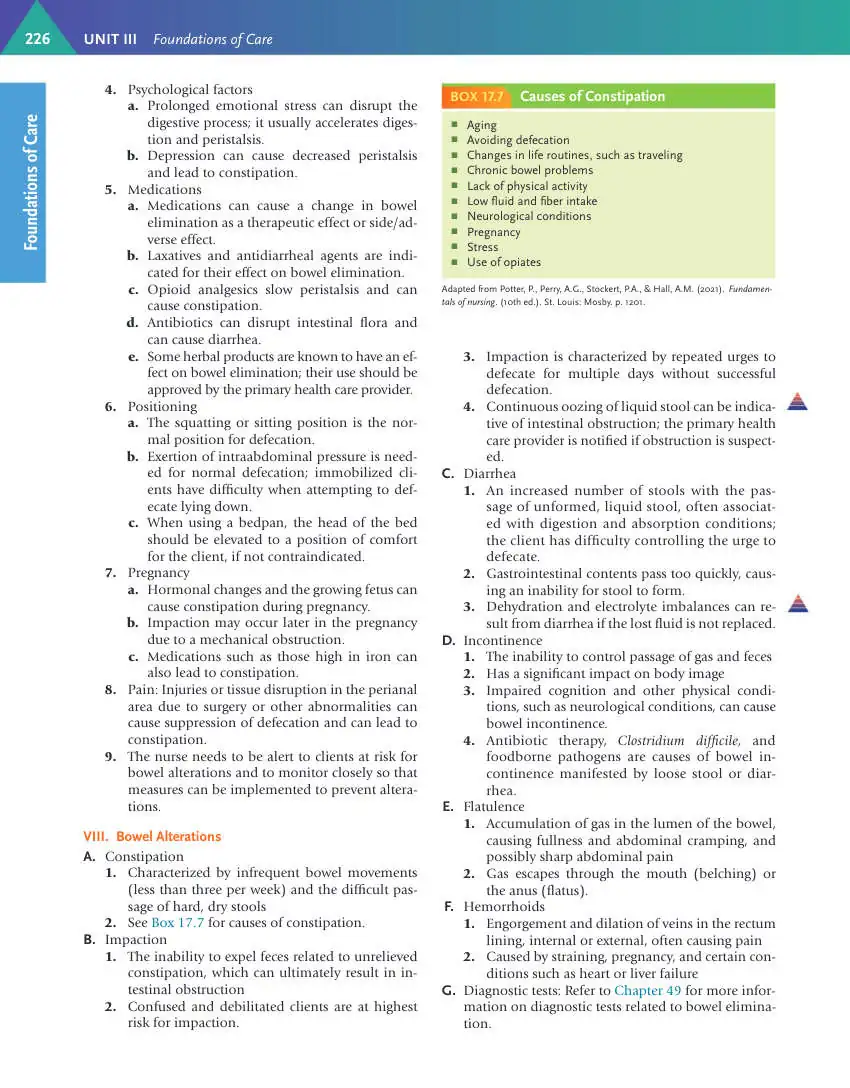 226 UNIT III Foundations of Care
Foundations of Care
4. Psychological factors
a. Prolonged emotional stress can disrupt the
digestive process; it usually accelerates diges-
tion and peristalsis.
b. Depression can cause decreased peristalsis
and lead to constipation.
5. Medications
a. Medications can cause a change in bowel
elimination as a therapeutic effect or side/ad-
verse effect.
b. Laxatives and antidiarrheal agents are indi-
cated for their effect on bowel elimination.
c. Opioid analgesics slow peristalsis and can
cause constipation.
d. Antibiotics can disrupt intestinal flora and
can cause diarrhea.
e. Some herbal products are known to have an ef-
fect on bowel elimination; their use should be
approved by the primary health care provider.
6. Positioning
a. The squatting or sitting position is the nor-
mal position for defecation.
b. Exertion of intraabdominal pressure is need-
ed for normal defecation; immobilized cli-
ents have difficulty when attempting to def-
ecate lying down.
c. When using a bedpan, the head of the bed
should be elevated to a position of comfort
for the client, if not contraindicated.
7. Pregnancy
a. Hormonal changes and the growing fetus can
cause constipation during pregnancy.
b. Impaction may occur later in the pregnancy
due to a mechanical obstruction.
c. Medications such as those high in iron can
also lead to constipation.
8. Pain: Injuries or tissue disruption in the perianal
area due to surgery or other abnormalities can
cause suppression of defecation and can lead to
constipation.
9. The nurse needs to be alert to clients at risk for
bowel alterations and to monitor closely so that
measures can be implemented to prevent altera-
tions.
VIII. Bowel Alterations
A. Constipation
1. Characterized by infrequent bowel movements
(less than three per week) and the difficult pas-
sage of hard, dry stools
2. See Box 17.7 for causes of constipation.
B. Impaction
1. The inability to expel feces related to unrelieved
constipation, which can ultimately result in in-
testinal obstruction
2. Confused and debilitated clients are at highest
risk for impaction.
BOX 17.7 Causes of Constipation
■ Aging
■ Avoiding defecation
■ Changes in life routines, such as traveling
■ Chronic bowel problems
■ Lack of physical activity
■ Low fluid and fiber intake
■ Neurological conditions
■ Pregnancy
■ Stress
■ Use of opiates
Adapted from Potter, P., Perry, A.G., Stockert, P.A., & Hall, A.M. (2021). Fundamen-
tals of nursing. (10th ed.). St. Louis: Mosby. p. 1201.
3. Impaction is characterized by repeated urges to
defecate for multiple days without successful
defecation.
4. Continuous oozing of liquid stool can be indica-
tive of intestinal obstruction; the primary health
care provider is notified if obstruction is suspect-
ed.
C. Diarrhea
1. An increased number of stools with the pas-
sage of unformed, liquid stool, often associat-
ed with digestion and absorption conditions;
the client has difficulty controlling the urge to
defecate.
2. Gastrointestinal contents pass too quickly, caus-
ing an inability for stool to form.
3. Dehydration and electrolyte imbalances can re-
sult from diarrhea if the lost fluid is not replaced.
D. Incontinence
1. The inability to control passage of gas and feces
2. Has a significant impact on body image
3. Impaired cognition and other physical condi-
tions, such as neurological conditions, can cause
bowel incontinence.
4. Antibiotic therapy, Clostridium difficile, and
foodborne pathogens are causes of bowel in-
continence manifested by loose stool or diar-
rhea.
E. Flatulence
1. Accumulation of gas in the lumen of the bowel,
causing fullness and abdominal cramping, and
possibly sharp abdominal pain
2. Gas escapes through the mouth (belching) or
the anus (flatus).
F. Hemorrhoids
1. Engorgement and dilation of veins in the rectum
lining, internal or external, often causing pain
2. Caused by straining, pregnancy, and certain con-
ditions such as heart or liver failure
G. Diagnostic tests: Refer to Chapter 49 for more infor-
mation on diagnostic tests related to bowel elimina-
tion.